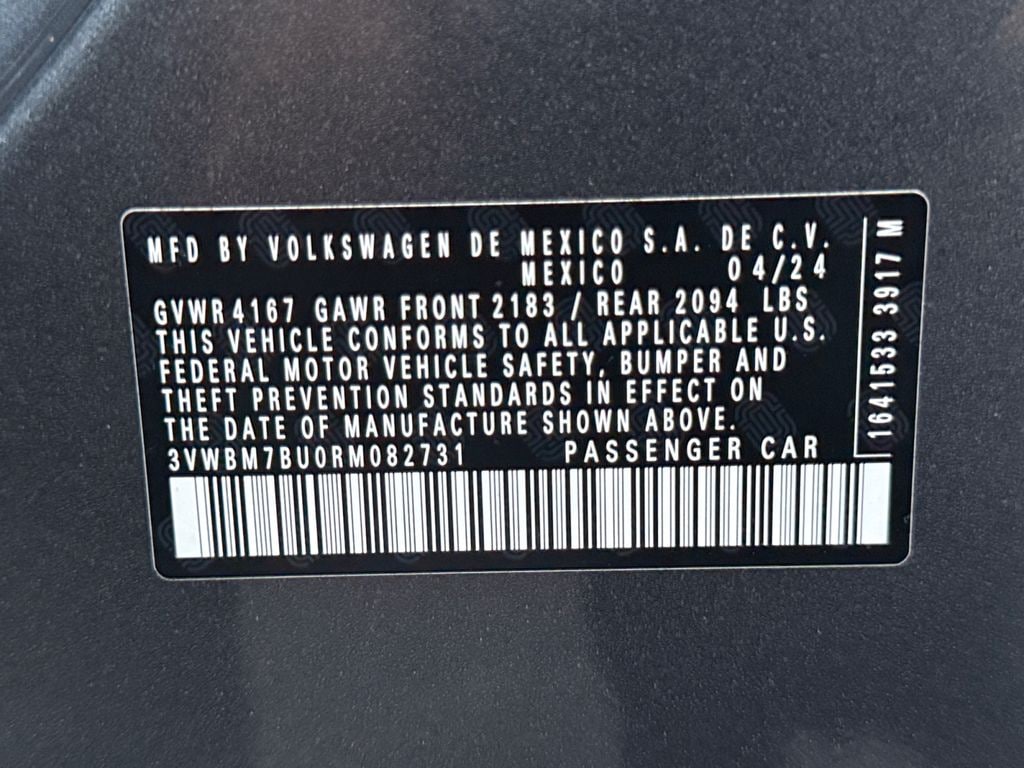 MFD BY VOLKSWAGEN DE MEXICO S.A. DE C.V.
MEXICO 04/24
GVWR 4167 GAWR FRONT 2183 / REAR 2094 LBS
THIS VEHICLE CONFORMS TO ALL APPLICABLE U.S.
FEDERAL MOTOR VEHICLE SAFETY, BUMPER AND
THEFT PREVENTION STANDARDS IN EFFECT ON
THE DATE OF MANUFACTURE SHOWN ABOVE.
3VWBM7BU0RM082731 PASSENGER CAR
1641533 3917 M